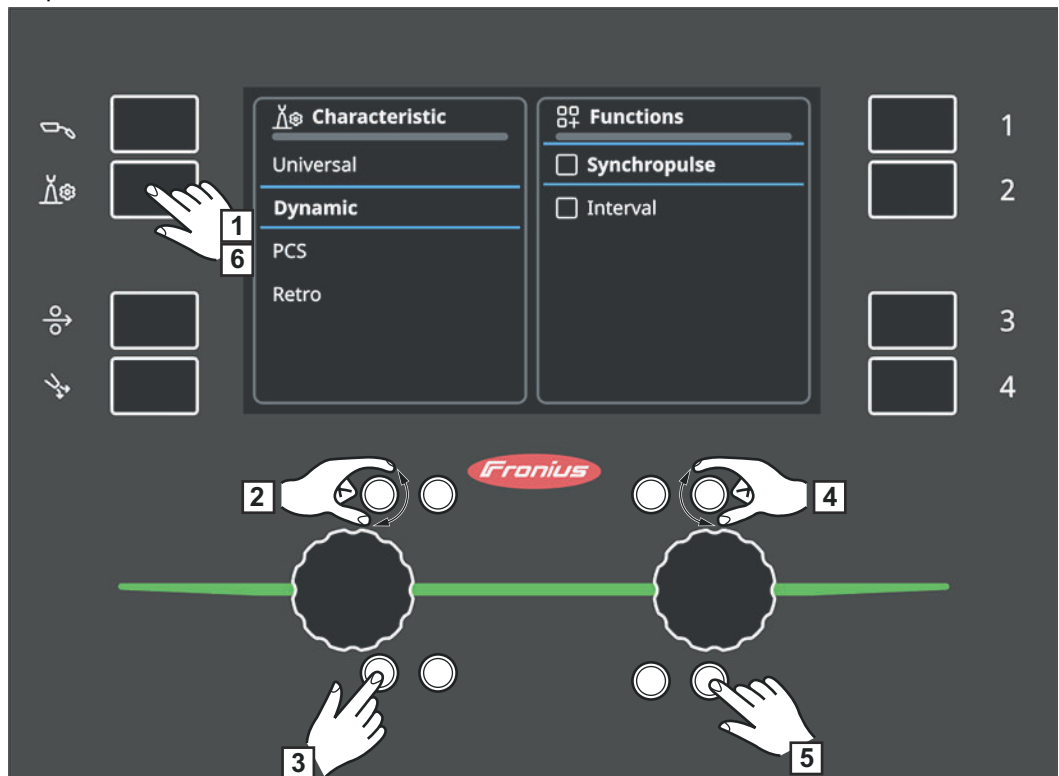 Characteristic
Universal
Dynamic
PCS
Retro
Functions
Synchropulse
Interval
1
2
3
4
1
6
Fronius
2
4
3
5